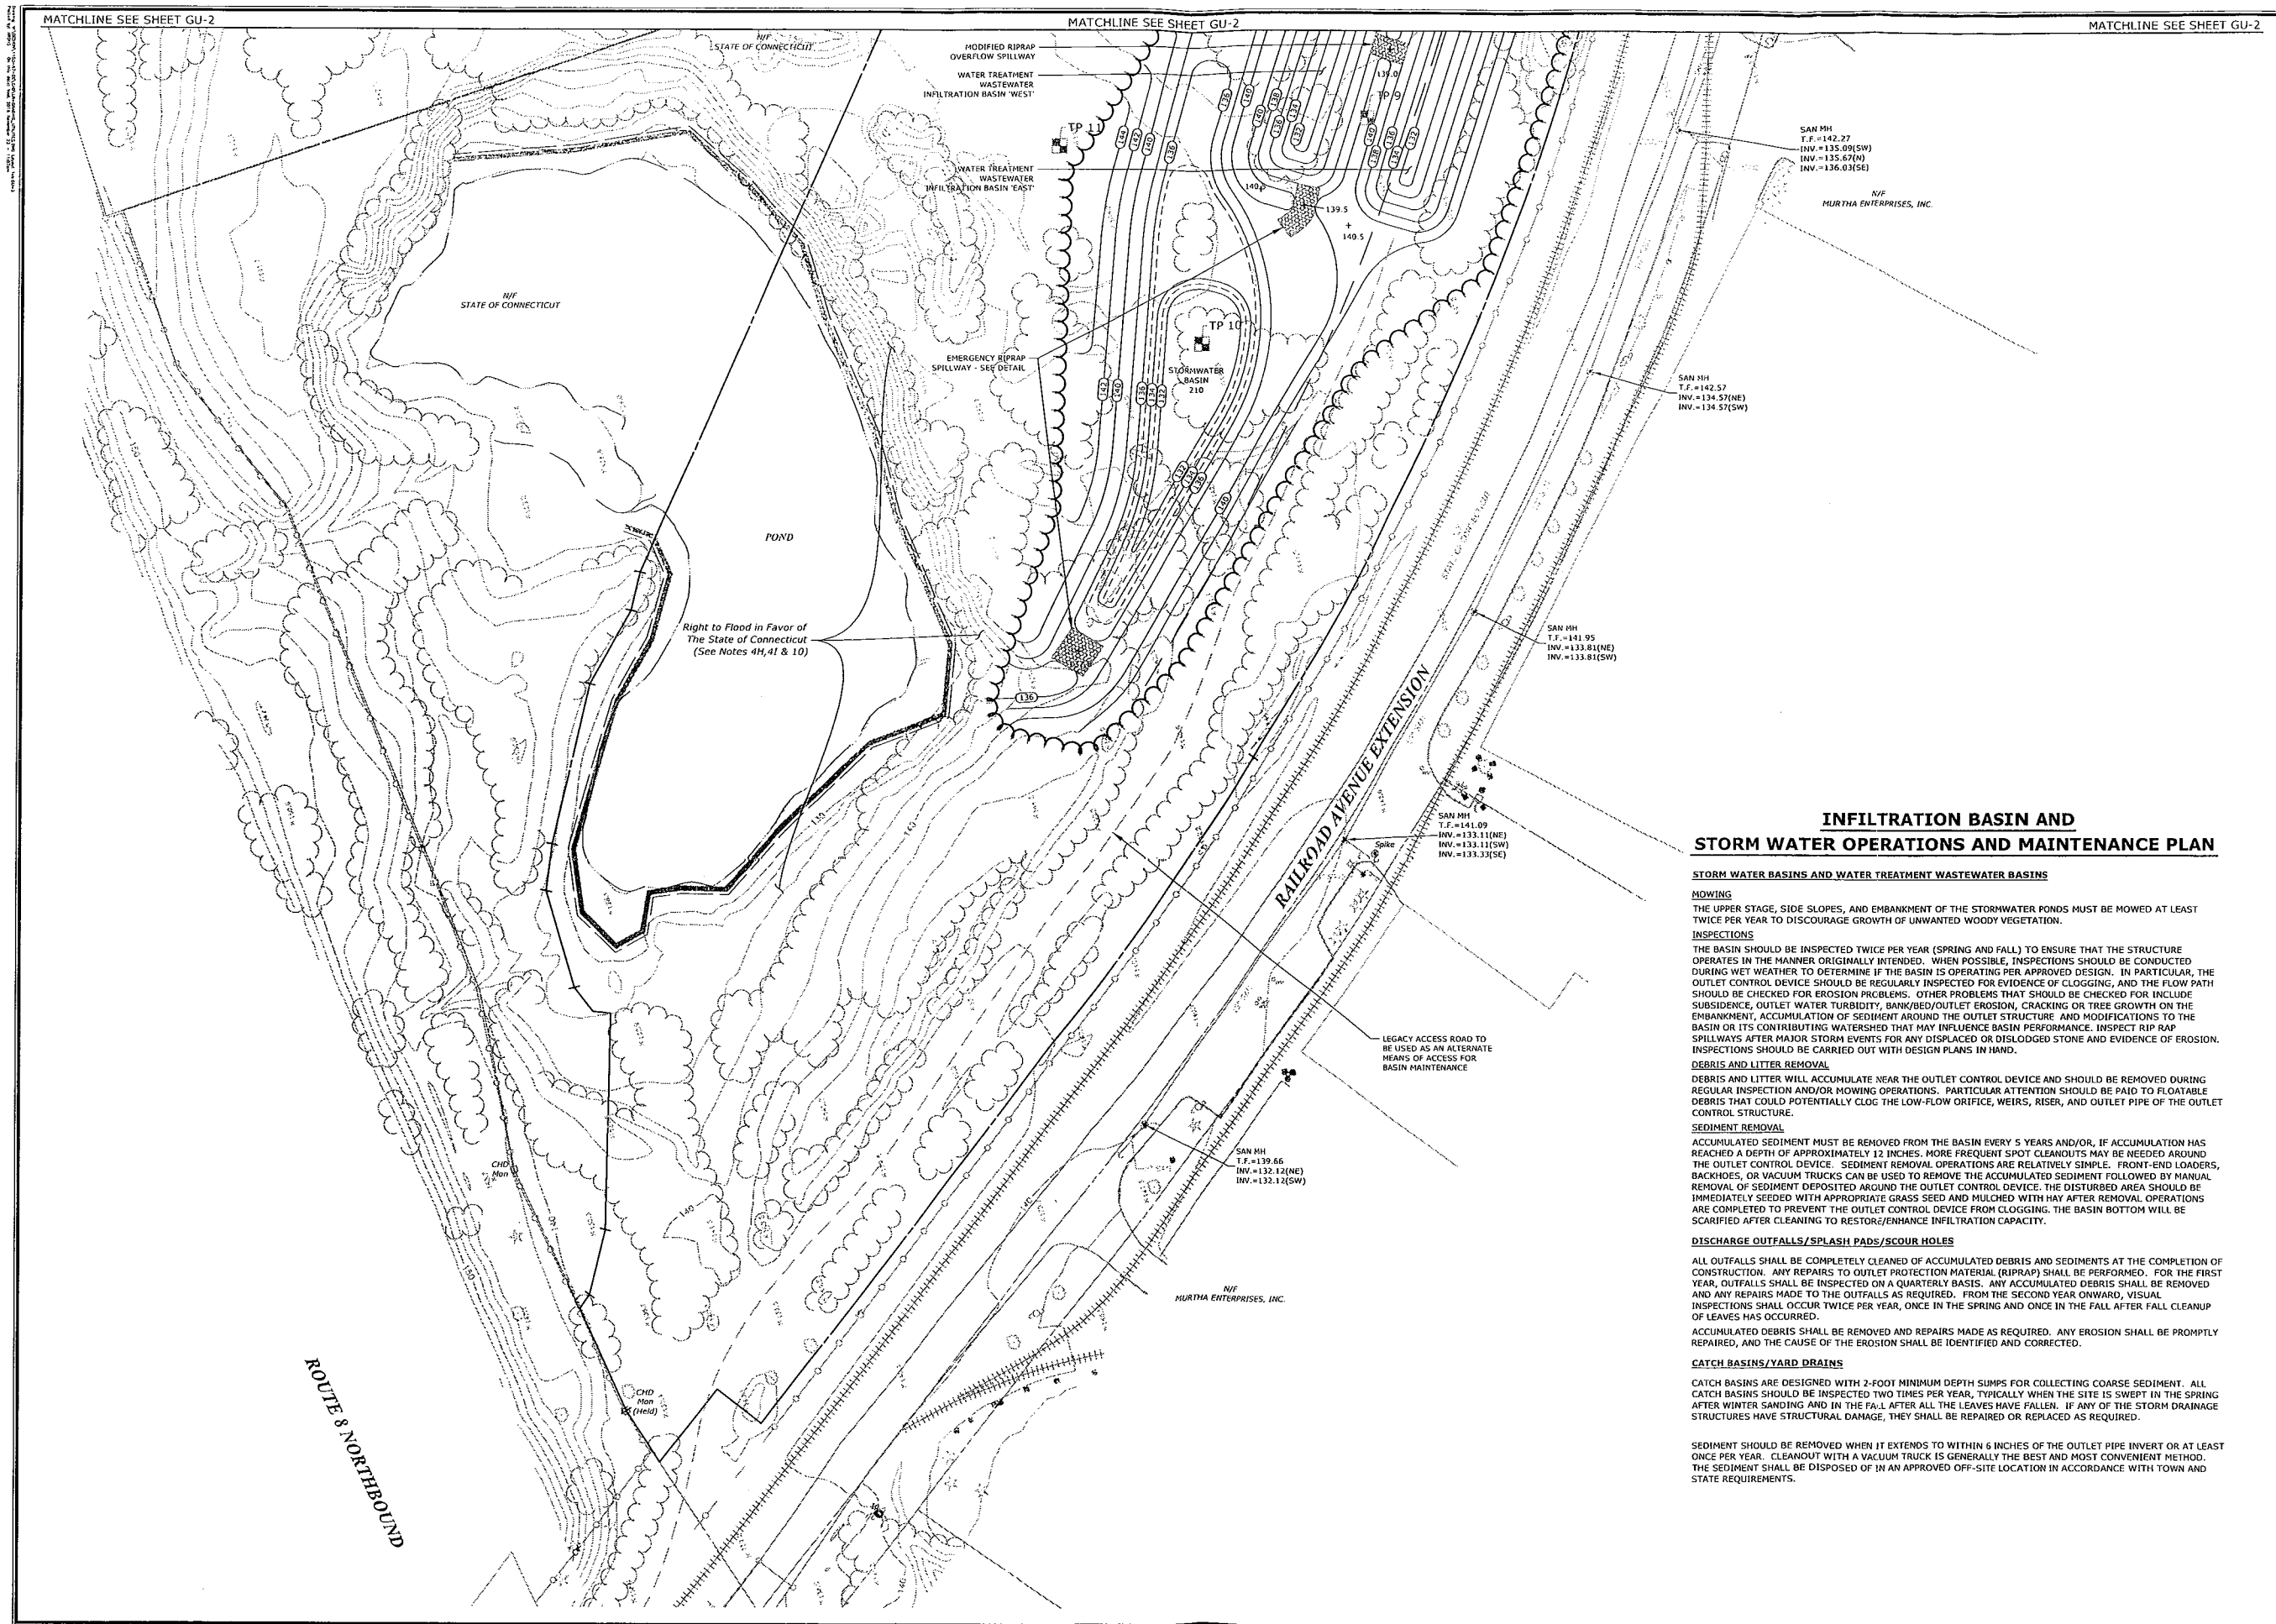 MATCHLINE SEE SHEET GU-2
MATCHLINE SEE SHEET GU-2
MATCHLINE SEE SHEET GU-2
N/F
STATE OF CONNECTICUT
MODIFIED RIPRAP
OVERFLOW SPILLWAY
WATER TREATMENT
WASTEWATER
INFILTRATION BASIN 'WEST'
139.0
TP 9
TP 11
136
140
138
134
140
136
132
144
142
140
136
140
136
132
138
134
WATER TREATMENT
WASTEWATER
INFILTRATION BASIN 'EAST'
140.5
139.5
140.5
SAN MH
T.F.=142.27
INV.=135.09(SW)
INV.=135.67(N)
INV.=136.03(SE)
N/F
MURTHA ENTERPRISES, INC.
N/F
STATE OF CONNECTICUT
TP 10
EMERGENCY RIPRAP
SPILLWAY - SEE DETAIL
STORMWATER
BASIN
210
142
140
136
134
132
SAN MH
T.F.=142.57
INV.=134.57(NE)
INV.=134.57(SW)
132
134
136
140
POND
Right to Flood in Favor of
The State of Connecticut
(See Notes 4H,4I & 10)
136
SAN MH
T.F.=141.95
INV.=133.81(NE)
INV.=133.81(SW)
RAILROAD AVENUE EXTENSION
130
140
SAN MH
T.F.=141.09
INV.=133.11(NE)
INV.=133.11(SW)
INV.=133.33(SE)
Spike
LEGACY ACCESS ROAD TO
BE USED AS AN ALTERNATE
MEANS OF ACCESS FOR
BASIN MAINTENANCE
SAN MH
T.F.=139.66
INV.=132.12(NE)
INV.=132.12(SW)
CHD
Mon
140
140
150
140
N/F
MURTHA ENTERPRISES, INC.
CHD
Mon
(Held)
ROUTE 8 NORTHBOUND
140
INFILTRATION BASIN AND
STORM WATER OPERATIONS AND MAINTENANCE PLAN
STORM WATER BASINS AND WATER TREATMENT WASTEWATER BASINS
MOWING
THE UPPER STAGE, SIDE SLOPES, AND EMBANKMENT OF THE STORMWATER PONDS MUST BE MOWED AT LEAST
TWICE PER YEAR TO DISCOURAGE GROWTH OF UNWANTED WOODY VEGETATION.
INSPECTIONS
THE BASIN SHOULD BE INSPECTED TWICE PER YEAR (SPRING AND FALL) TO ENSURE THAT THE STRUCTURE
OPERATES IN THE MANNER ORIGINALLY INTENDED. WHEN POSSIBLE, INSPECTIONS SHOULD BE CONDUCTED
DURING WET WEATHER TO DETERMINE IF THE BASIN IS OPERATING PER APPROVED DESIGN. IN PARTICULAR, THE
OUTLET CONTROL DEVICE SHOULD BE REGULARLY INSPECTED FOR EVIDENCE OF CLOGGING, AND THE FLOW PATH
SHOULD BE CHECKED FOR EROSION PROBLEMS. OTHER PROBLEMS THAT SHOULD BE CHECKED FOR INCLUDE
SUBSIDENCE, OUTLET WATER TURBIDITY, BANK/BED/OUTLET EROSION, CRACKING OR TREE GROWTH ON THE
EMBANKMENT, ACCUMULATION OF SEDIMENT AROUND THE OUTLET STRUCTURE AND MODIFICATIONS TO THE
BASIN OR ITS CONTRIBUTING WATERSHED THAT MAY INFLUENCE BASIN PERFORMANCE. INSPECT RIP RAP
SPILLWAYS AFTER MAJOR STORM EVENTS FOR ANY DISPLACED OR DISLODGED STONE AND EVIDENCE OF EROSION.
INSPECTIONS SHOULD BE CARRIED OUT WITH DESIGN PLANS IN HAND.
DEBRIS AND LITTER REMOVAL
DEBRIS AND LITTER WILL ACCUMULATE NEAR THE OUTLET CONTROL DEVICE AND SHOULD BE REMOVED DURING
REGULAR INSPECTION AND/OR MOWING OPERATIONS. PARTICULAR ATTENTION SHOULD BE PAID TO FLOATABLE
DEBRIS THAT COULD POTENTIALLY CLOG THE LOW-FLOW ORIFICE, WEIRS, RISER, AND OUTLET PIPE OF THE OUTLET
CONTROL STRUCTURE.
SEDIMENT REMOVAL
ACCUMULATED SEDIMENT MUST BE REMOVED FROM THE BASIN EVERY 5 YEARS AND/OR, IF ACCUMULATION HAS
REACHED A DEPTH OF APPROXIMATELY 12 INCHES. MORE FREQUENT SPOT CLEANOUTS MAY BE NEEDED AROUND
THE OUTLET CONTROL DEVICE. SEDIMENT REMOVAL OPERATIONS ARE RELATIVELY SIMPLE. FRONT-END LOADERS,
BACKHOES, OR VACUUM TRUCKS CAN BE USED TO REMOVE THE ACCUMULATED SEDIMENT FOLLOWED BY MANUAL
REMOVAL OF SEDIMENT DEPOSITED AROUND THE OUTLET CONTROL DEVICE. THE DISTURBED AREA SHOULD BE
IMMEDIATELY SEEDED WITH APPROPRIATE GRASS SEED AND MULCHED WITH HAY AFTER REMOVAL OPERATIONS
ARE COMPLETED TO PREVENT THE OUTLET CONTROL DEVICE FROM CLOGGING. THE BASIN BOTTOM WILL BE
SCARIFIED AFTER CLEANING TO RESTORE/ENHANCE INFILTRATION CAPACITY.
DISCHARGE OUTFALLS/SPLASH PADS/SCOUR HOLES
ALL OUTFALLS SHALL BE COMPLETELY CLEANED OF ACCUMULATED DEBRIS AND SEDIMENTS AT THE COMPLETION OF
CONSTRUCTION. ANY REPAIRS TO OUTLET PROTECTION MATERIAL (RIPRAP) SHALL BE PERFORMED. FOR THE FIRST
YEAR, OUTFALLS SHALL BE INSPECTED ON A QUARTERLY BASIS. ANY ACCUMULATED DEBRIS SHALL BE REMOVED
AND ANY REPAIRS MADE TO THE OUTFALLS AS REQUIRED. FROM THE SECOND YEAR ONWARD, VISUAL
INSPECTIONS SHALL OCCUR TWICE PER YEAR, ONCE IN THE SPRING AND ONCE IN THE FALL AFTER FALL CLEANUP
OF LEAVES HAS OCCURRED.
ACCUMULATED DEBRIS SHALL BE REMOVED AND REPAIRS MADE AS REQUIRED. ANY EROSION SHALL BE PROMPTLY
REPAIRED, AND THE CAUSE OF THE EROSION SHALL BE IDENTIFIED AND CORRECTED.
CATCH BASINS/YARD DRAINS
CATCH BASINS ARE DESIGNED WITH 2-FOOT MINIMUM DEPTH SUMPS FOR COLLECTING COARSE SEDIMENT. ALL
CATCH BASINS SHOULD BE INSPECTED TWO TIMES PER YEAR, TYPICALLY WHEN THE SITE IS SWEPT IN THE SPRING
AFTER WINTER SANDING AND IN THE FALL AFTER ALL THE LEAVES HAVE FALLEN. IF ANY OF THE STORM DRAINAGE
STRUCTURES HAVE STRUCTURAL DAMAGE, THEY SHALL BE REPAIRED OR REPLACED AS REQUIRED.
SEDIMENT SHOULD BE REMOVED WHEN IT EXTENDS TO WITHIN 6 INCHES OF THE OUTLET PIPE INVERT OR AT LEAST
ONCE PER YEAR. CLEANOUT WITH A VACUUM TRUCK IS GENERALLY THE BEST AND MOST CONVENIENT METHOD.
THE SEDIMENT SHALL BE DISPOSED OF IN AN APPROVED OFF-SITE LOCATION IN ACCORDANCE WITH TOWN AND
STATE REQUIREMENTS.